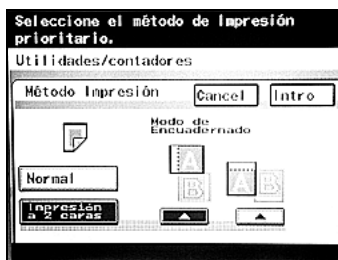 Seleccione el método de Impresión
prioritario.
Utilidades/contadores
Método Impresión
Cancel
Intro
Modo de
Encuadernado
A
B
A
B
Normal
Impresión
a 2 caras